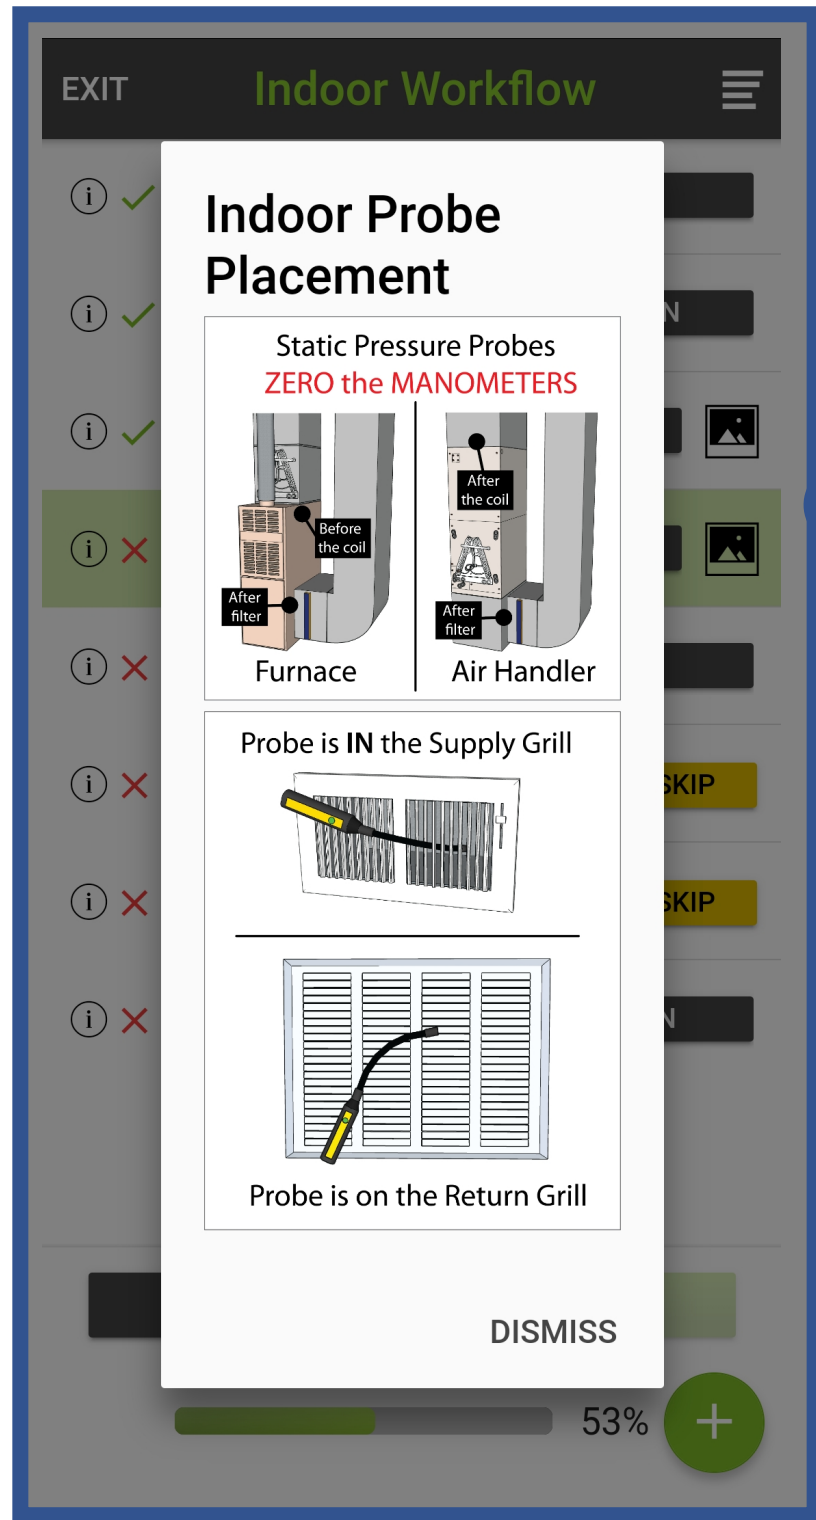 EXIT
Indoor Workflow
Indoor Probe
Placement
Static Pressure Probes
ZERO the MANOMETERS
Before
the coil
After
filter
Furnace
After
the coil
After
filter
Air Handler
Probe is IN the Supply Grill
Probe is on the Return Grill
DISMISS
i
i
N
i
i
i
i
SKIP
i
SKIP
i
N
53%
+